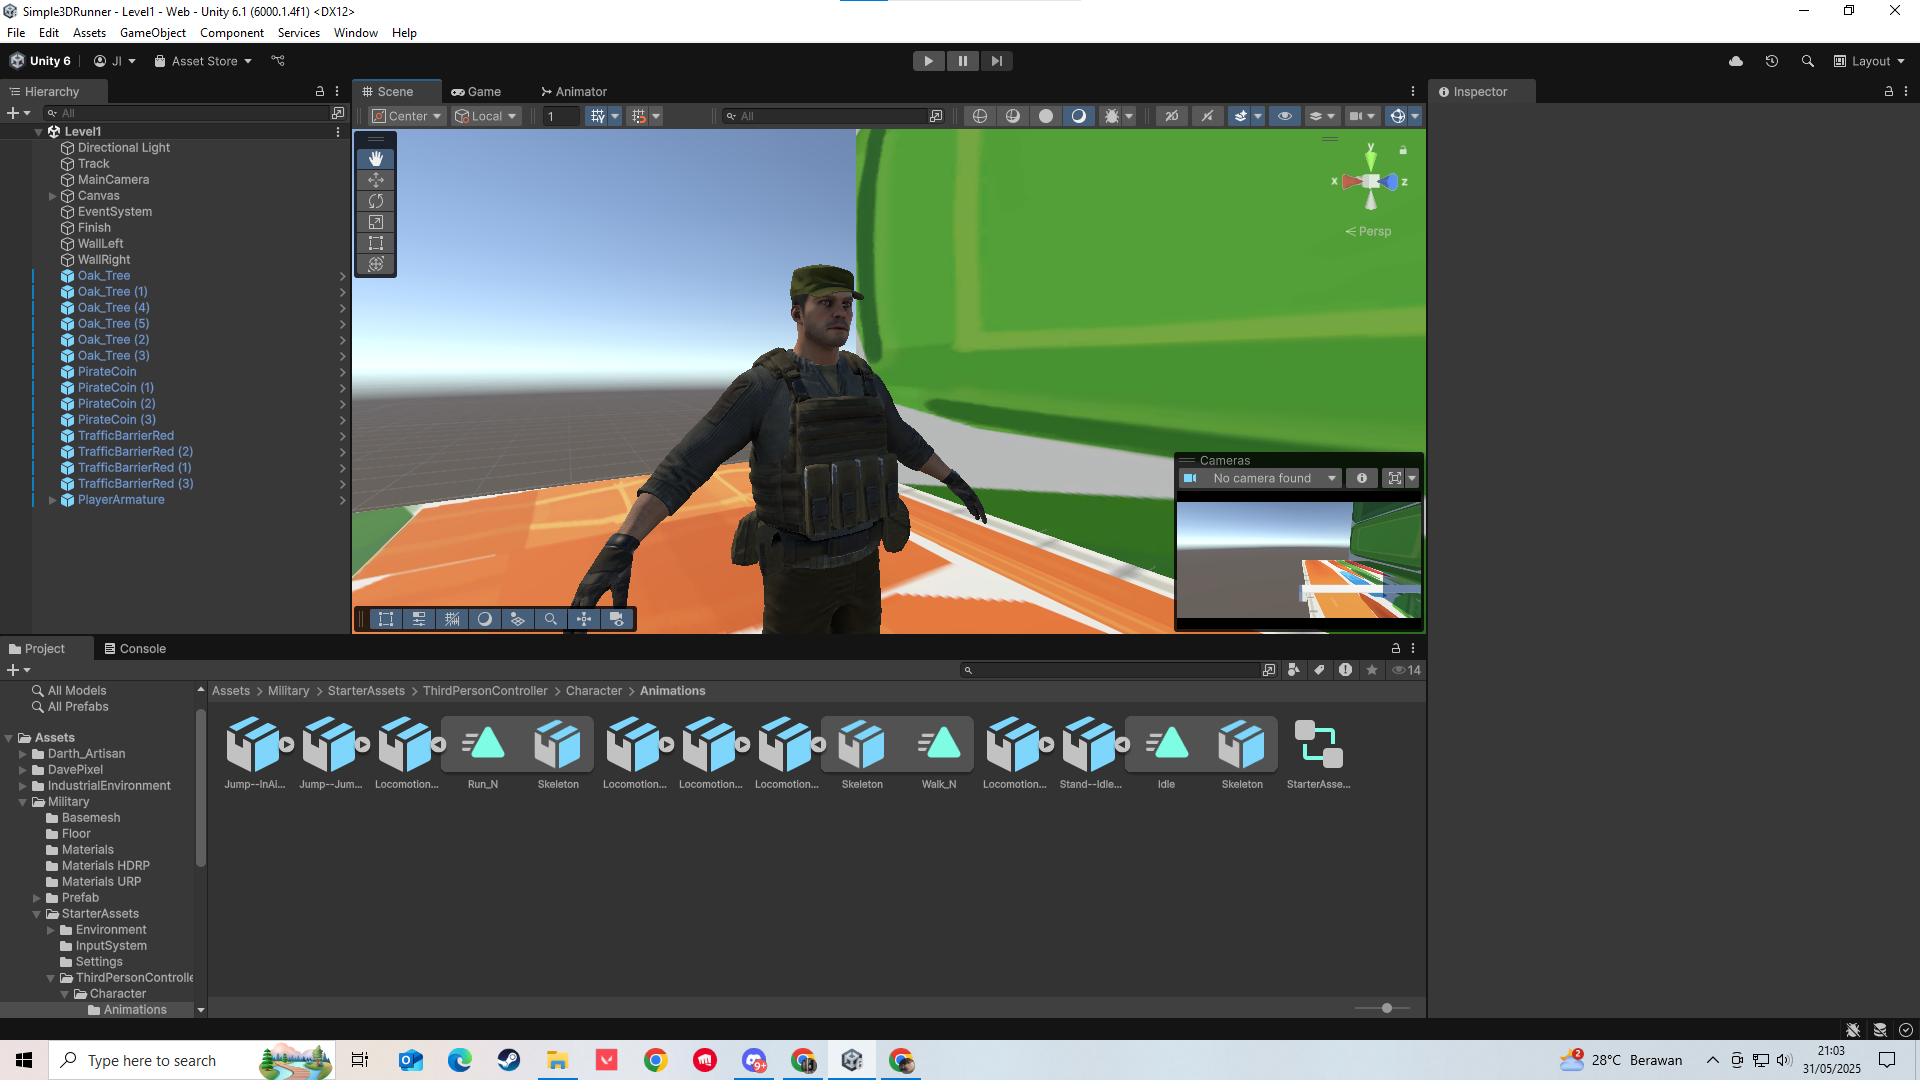 Simple3DRunner - Level1 - Web - Unity 6.1 (6000.1.4f1) <DX12>
File Edit Assets GameObject Component Services Window Help
Unity 6 JI Asset Store Layout
Hierarchy
All
Level1
Directional Light
Track
MainCamera
Canvas
EventSystem
Finish
WallLeft
WallRight
Oak_Tree
Oak_Tree (1)
Oak_Tree (4)
Oak_Tree (5)
Oak_Tree (2)
Oak_Tree (3)
PirateCoin
PirateCoin (1)
PirateCoin (2)
PirateCoin (3)
TrafficBarrierRed
TrafficBarrierRed (2)
TrafficBarrierRed (1)
TrafficBarrierRed (3)
PlayerArmature
Scene Game Animator
Center Local 1 All 2D
y
x z
Persp
Cameras
No camera found
Inspector
Project Console
14
All Models
All Prefabs
Assets
Darth_Artisan
DavePixel
IndustrialEnvironment
Military
Basemesh
Floor
Materials
Materials HDRP
Materials URP
Prefab
StarterAssets
Environment
InputSystem
Settings
ThirdPersonControlle
Character
Animations
Assets > Military > StarterAssets > ThirdPersonController > Character > Animations
Jump--InAi... Jump--Jum... Locomotion... Run_N Skeleton Locomotion... Locomotion... Locomotion... Skeleton Walk_N Locomotion... Stand--Idle... Idle Skeleton StarterAsse...
Type here to search
9+
2
28°C Berawan
21:03
31/05/2025